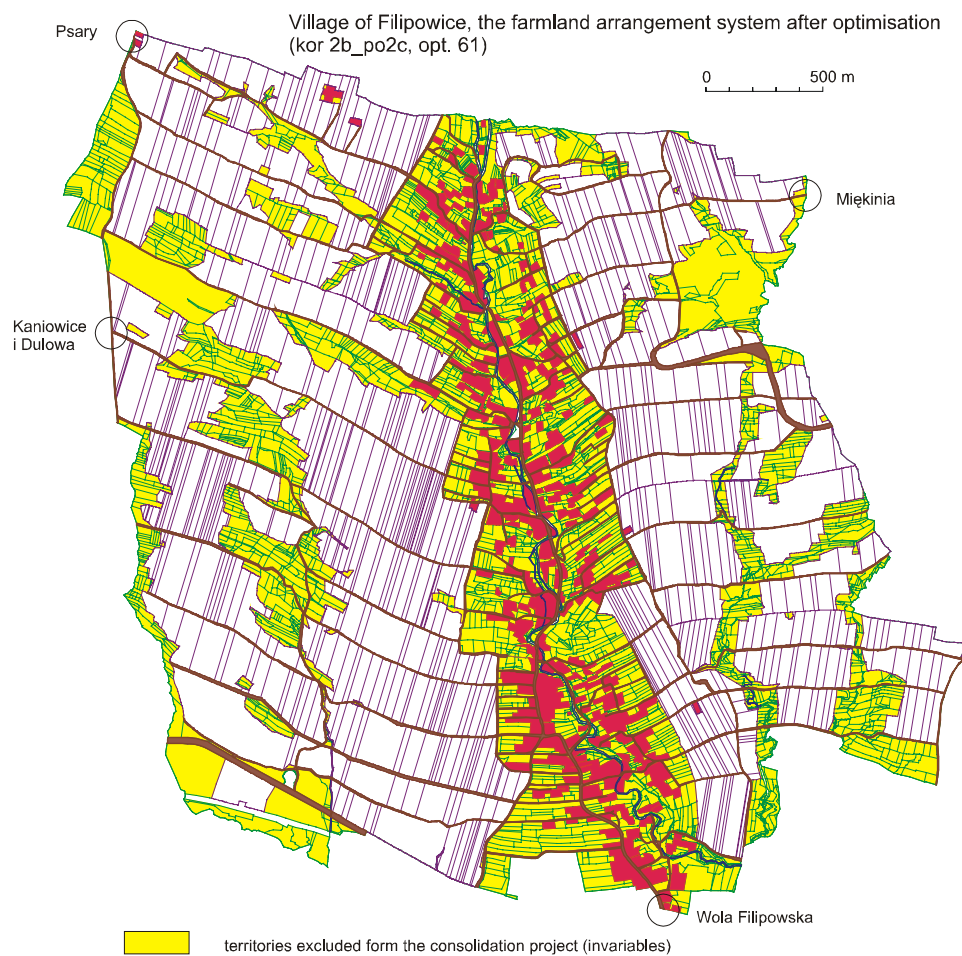 Village of Filipowice, the farmland arrangement system after optimisation
(kor 2b_po2c, opt. 61)
Psary
0 500 m
Miękinia
Kaniowice
i Dulowa
Wola Filipowska
territories excluded form the consolidation project (invariables)